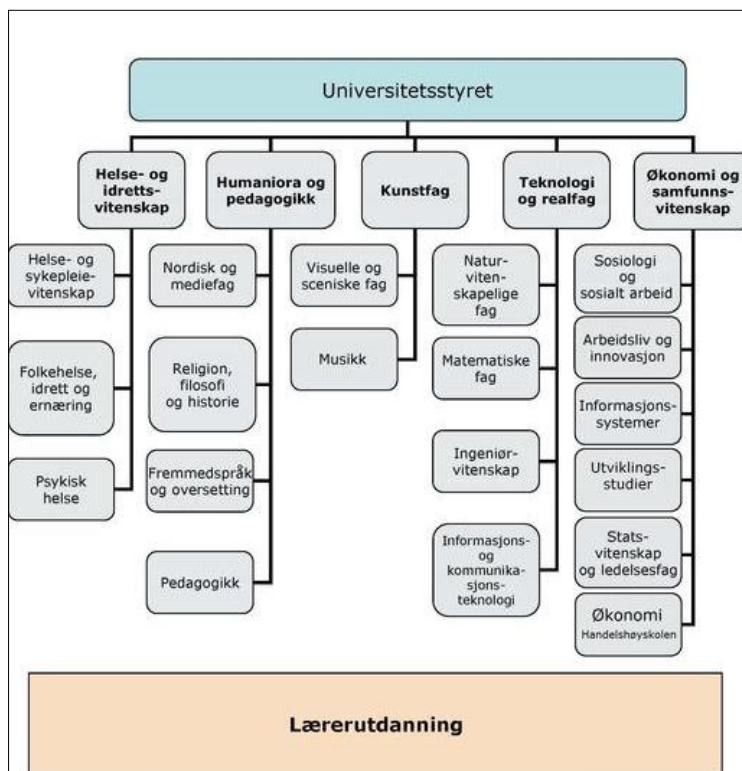 Universitetsstyret
Helse- og
idretts-
vitenskap
Humaniora og
pedagogikk
Kunstfag
Teknologi
og realfag
Økonomi og
samfunns-
vitenskap
Helse- og
sykepleie-
vitenskap
Folkehelse,
idrett og
ernæring
Psykisk
helse
Nordisk og
mediefag
Religion,
filosofi
og historie
Fremmedspråk
og oversetting
Pedagogikk
Visuelle og
sceniske fag
Musikk
Natur-
viten-
skapelige
fag
Matematiske
fag
Ingeniør-
vitenskap
Informasjons-
og
kommunika-
sjons-
teknologi
Sosiologi
og
sosialt arbeid
Arbeidsliv og
innovasjon
Informasjons-
systemer
Utviklings-
studier
Stats-
vitenskap
og ledelsesfag
Økonomi
Handelshøyskolen
Lærerutdanning